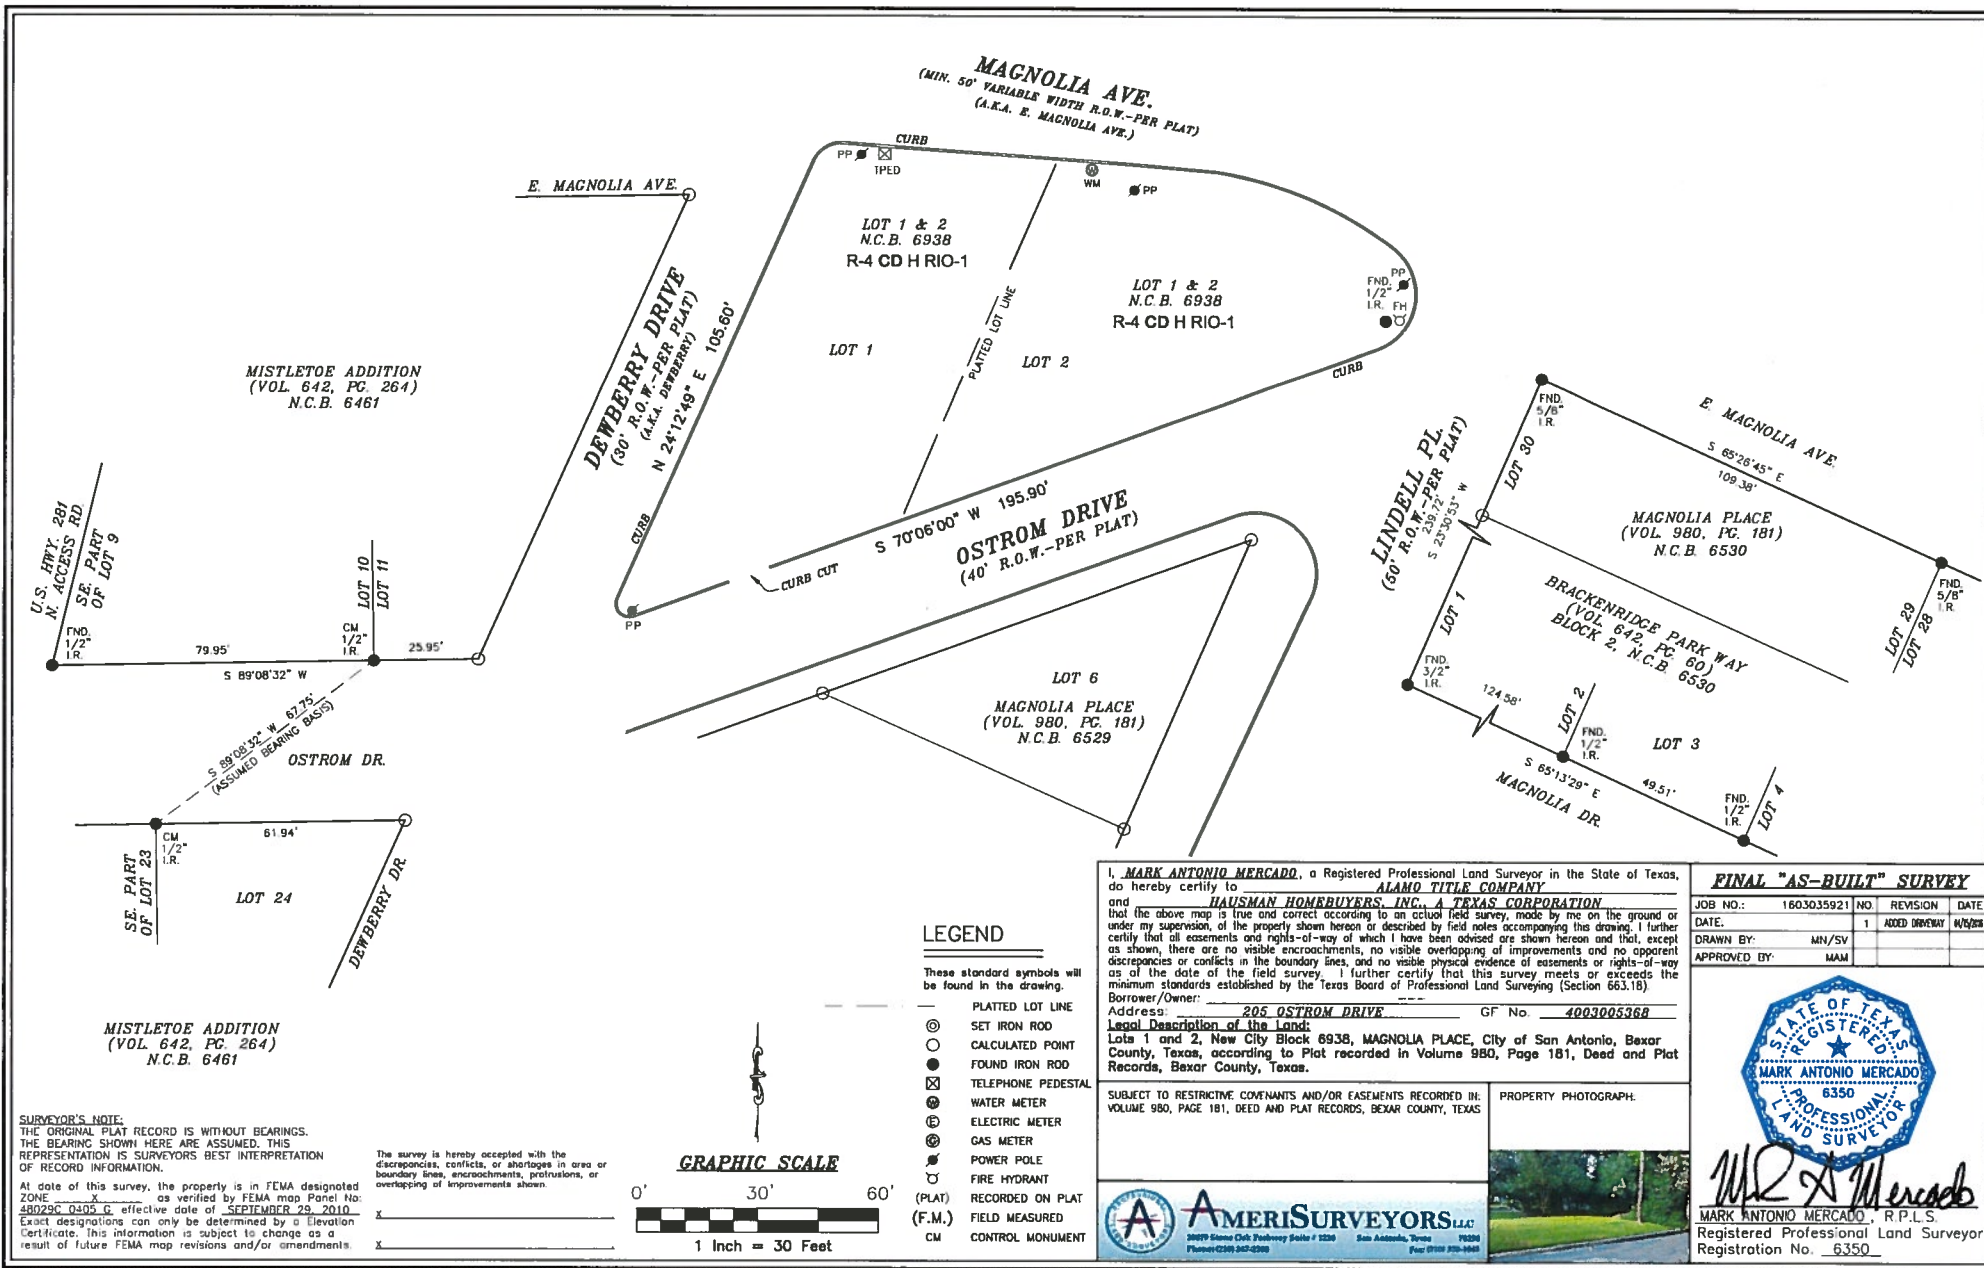 MAGNOLIA AVE.
(MIN. 50' VARIABLE WIDTH R.O.W.-PER PLAT)
(A.K.A. E. MAGNOLIA AVE.)
CURB
PP
TPED
WM
PP
E. MAGNOLIA AVE.
LOT 1 & 2
N.C.B. 6938
R-4 CD H RIO-1
LOT 1 & 2
N.C.B. 6938
R-4 CD H RIO-1
PP
FND.
1/2"
I.R.
FH
DEWBERRY DRIVE
(30' R.O.W.-PER PLAT)
(A.K.A. DEWBERRY)
N 24°12'49" E 105.60'
LOT 1
PLATTED LOT LINE
LOT 2
CURB
MISTLETOE ADDITION
(VOL. 642, PG. 264)
N.C.B. 6461
CURB
S 70°06'00" W 195.90'
OSTROM DRIVE
(40' R.O.W.-PER PLAT)
CURB CUT
PP
U.S. HWY. 281
N. ACCESS RD.
SE. PART
OF LOT 9
FND.
1/2"
I.R.
79.95'
S 89°08'32" W
LOT 10
LOT 11
CM
1/2"
I.R.
25.95'
S 89°08'32" W 67.75'
(ASSUMED BEARING BASIS)
OSTROM DR.
61.94'
CM
1/2"
I.R.
SE. PART
OF LOT 23
LOT 24
DEWBERRY DR.
MISTLETOE ADDITION
(VOL. 642, PG. 264)
N.C.B. 6461
LOT 6
MAGNOLIA PLACE
(VOL. 980, PG. 181)
N.C.B. 6529
LINDELL PL.
(50' R.O.W.-PER PLAT)
239.72'
S 23°30'53" W
LOT 30
FND.
5/8"
I.R.
E. MAGNOLIA AVE.
S 65°26'45" E
109.38'
MAGNOLIA PLACE
(VOL. 980, PG. 181)
N.C.B. 6530
FND.
5/8"
I.R.
LOT 29
LOT 28
BRACKENRIDGE PARK WAY
(VOL. 642, PG. 60)
BLOCK 2, N.C.B. 6530
LOT 1
FND.
3/2"
I.R.
124.58'
LOT 2
FND.
1/2"
I.R.
LOT 3
S 65°13'29" E
49.51'
MAGNOLIA DR.
FND.
1/2"
I.R.
LOT 4
SURVEYOR'S NOTE:
THE ORIGINAL PLAT RECORD IS WITHOUT BEARINGS.
THE BEARING SHOWN HERE ARE ASSUMED. THIS
REPRESENTATION IS SURVEYORS BEST INTERPRETATION
OF RECORD INFORMATION.
At date of this survey, the property is in FEMA designated
ZONE X as verified by FEMA map Panel No:
48029C 0405 G effective date of SEPTEMBER 29, 2010
Exact designations can only be determined by a Elevation
Certificate. This information is subject to change as a
result of future FEMA map revisions and/or amendments.
The survey is hereby accepted with the
discrepancies, conflicts, or shortages in area or
boundary lines, encroachments, protrusions, or
overlapping of improvements shown.
X
X
GRAPHIC SCALE
0' 30' 60'
1 Inch = 30 Feet
LEGEND
These standard symbols will
be found in the drawing.
PLATTED LOT LINE
SET IRON ROD
CALCULATED POINT
FOUND IRON ROD
TELEPHONE PEDESTAL
WATER METER
ELECTRIC METER
GAS METER
POWER POLE
FIRE HYDRANT
(PLAT) RECORDED ON PLAT
(F.M.) FIELD MEASURED
CM CONTROL MONUMENT
I, MARK ANTONIO MERCADO, a Registered Professional Land Surveyor in the State of Texas,
do hereby certify to ALAMO TITLE COMPANY
and HAUSMAN HOMEBUYERS, INC., A TEXAS CORPORATION
that the above map is true and correct according to an actual field survey, made by me on the ground or
under my supervision, of the property shown hereon or described by field notes accompanying this drawing. I further
certify that all easements and rights-of-way of which I have been advised are shown hereon and that, except
as shown, there are no visible encroachments, no visible overlapping of improvements and no apparent
discrepancies or conflicts in the boundary lines, and no visible physical evidence of easements or rights-of-way
as of the date of the field survey. I further certify that this survey meets or exceeds the
minimum standards established by the Texas Board of Professional Land Surveying (Section 663.18).
Borrower/Owner: ---
Address: 205 OSTROM DRIVE GF No. 4003005368
Legal Description of the Land:
Lots 1 and 2, New City Block 6938, MAGNOLIA PLACE, City of San Antonio, Bexar
County, Texas, according to Plat recorded in Volume 980, Page 181, Deed and Plat
Records, Bexar County, Texas.
SUBJECT TO RESTRICTIVE COVENANTS AND/OR EASEMENTS RECORDED IN:
VOLUME 980, PAGE 181, DEED AND PLAT RECORDS, BEXAR COUNTY, TEXAS
PROPERTY PHOTOGRAPH:
A
AMERISURVEYORS LLC
San Antonio, Texas
FINAL "AS-BUILT" SURVEY
JOB NO.: 1603035921 NO. REVISION DATE
DATE: 1 ADDED DRIVEWAY
DRAWN BY: MN/SV
APPROVED BY: MAM
STATE OF TEXAS
REGISTERED
MARK ANTONIO MERCADO
6350
PROFESSIONAL
LAND SURVEYOR
MARK ANTONIO MERCADO, R.P.L.S.
Registered Professional Land Surveyor
Registration No. 6350